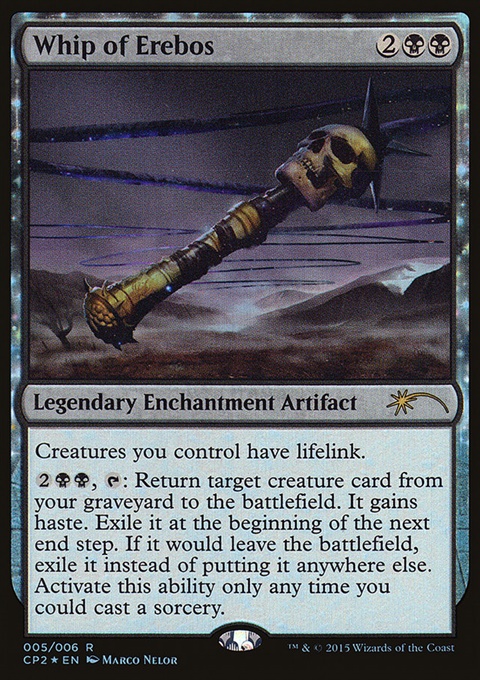 Whip of Erebos 2
Legendary Enchantment Artifact
Creatures you control have lifelink.
2, : Return target creature card from
your graveyard to the battlefield. It gains
haste. Exile it at the beginning of the next
end step. If it would leave the battlefield,
exile it instead of putting it anywhere else.
Activate this ability only any time you
could cast a sorcery.
005/006 R
CP2★EN Marco Nelor
™ & © 2015 Wizards of the Coast